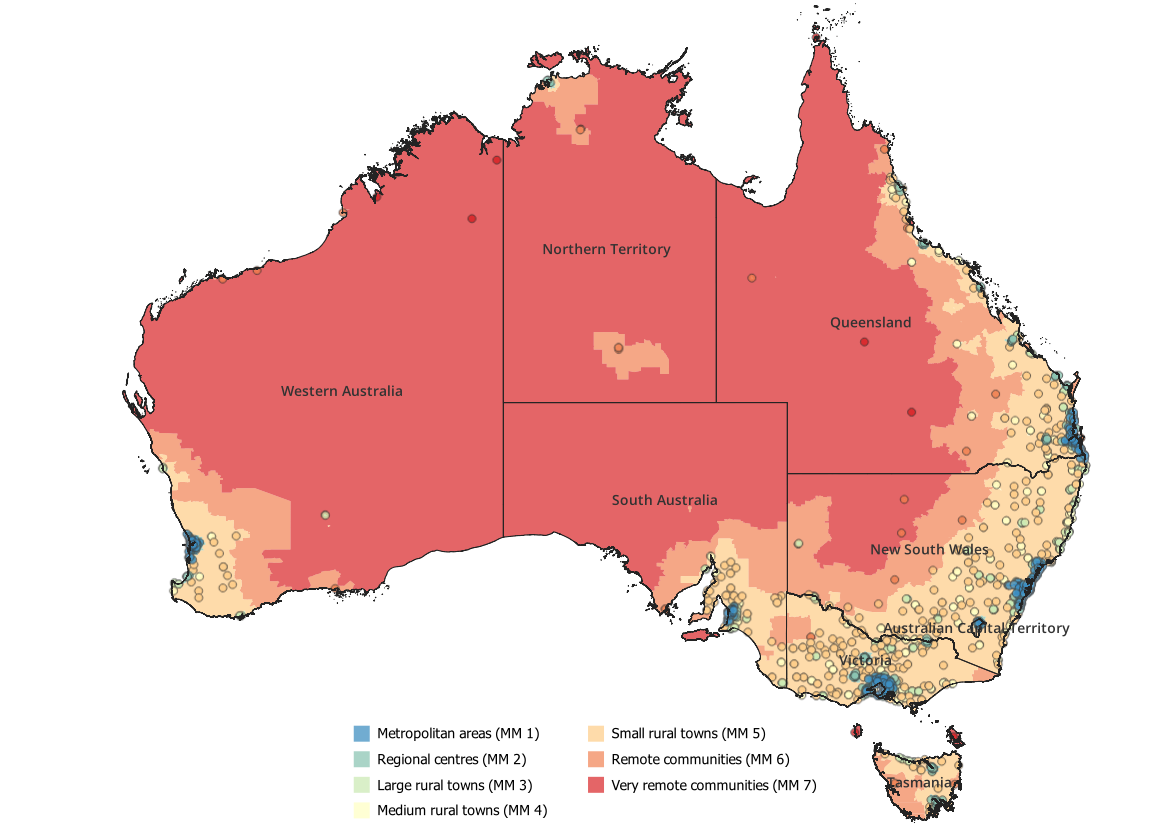 Northern Territory
Queensland
Western Australia
South Australia
New South Wales
Australian Capital Territory
Victoria
Tasmania
Metropolitan areas (MM 1)
Regional centres (MM 2)
Large rural towns (MM 3)
Medium rural towns (MM 4)
Small rural towns (MM 5)
Remote communities (MM 6)
Very remote communities (MM 7)